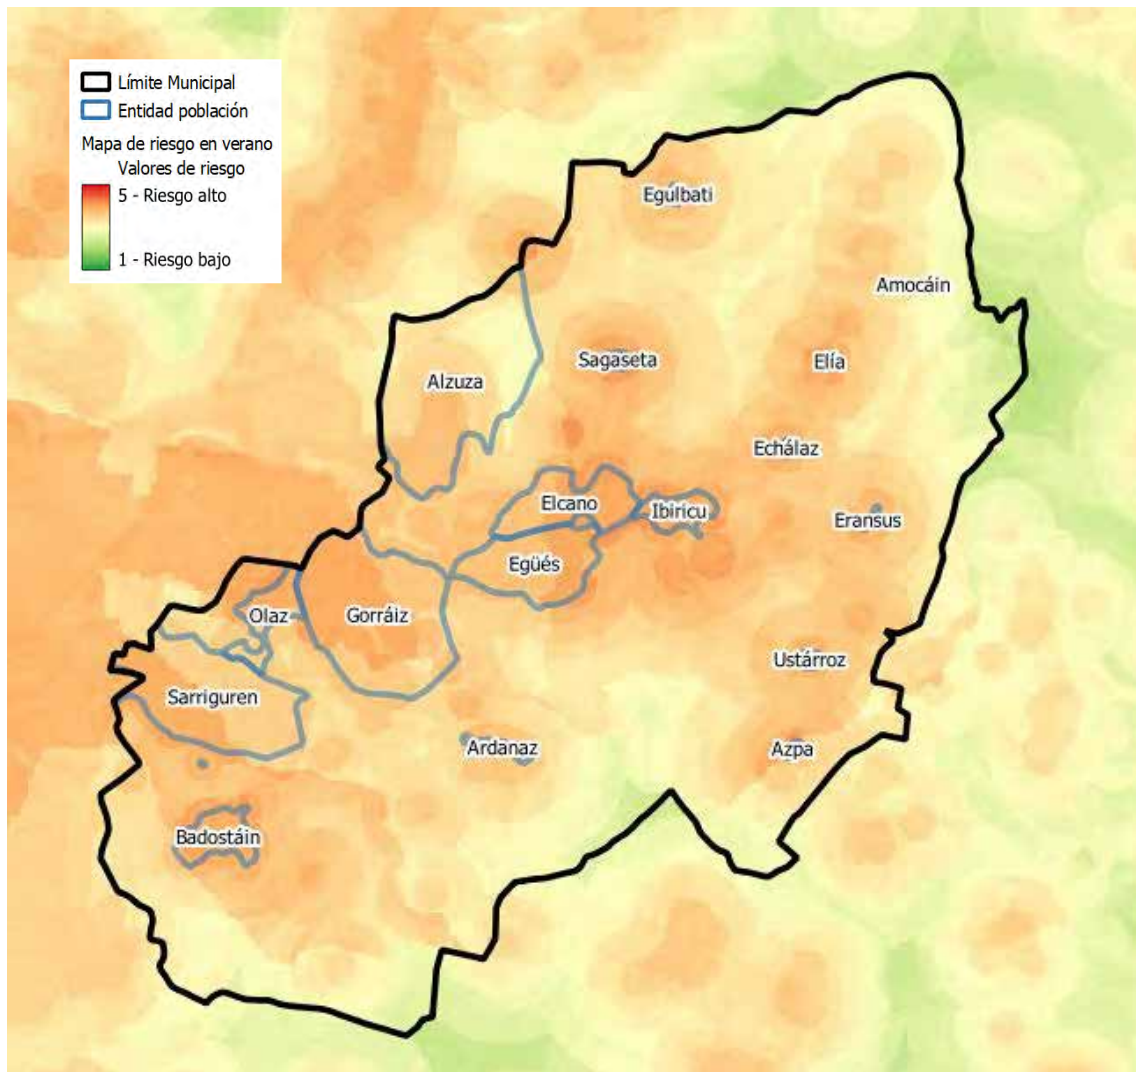 Límite Municipal
Entidad población
Mapa de riesgo en verano
Valores de riesgo
5 - Riesgo alto
1 - Riesgo bajo
Egúlbati
Amocáin
Sagaseta
Elía
Alzuza
Echálaz
Elcano
Ibiricu
Eransus
Egüés
Olaz
Gorráiz
Ustárroz
Sarriguren
Ardanaz
Azpa
Badostáin